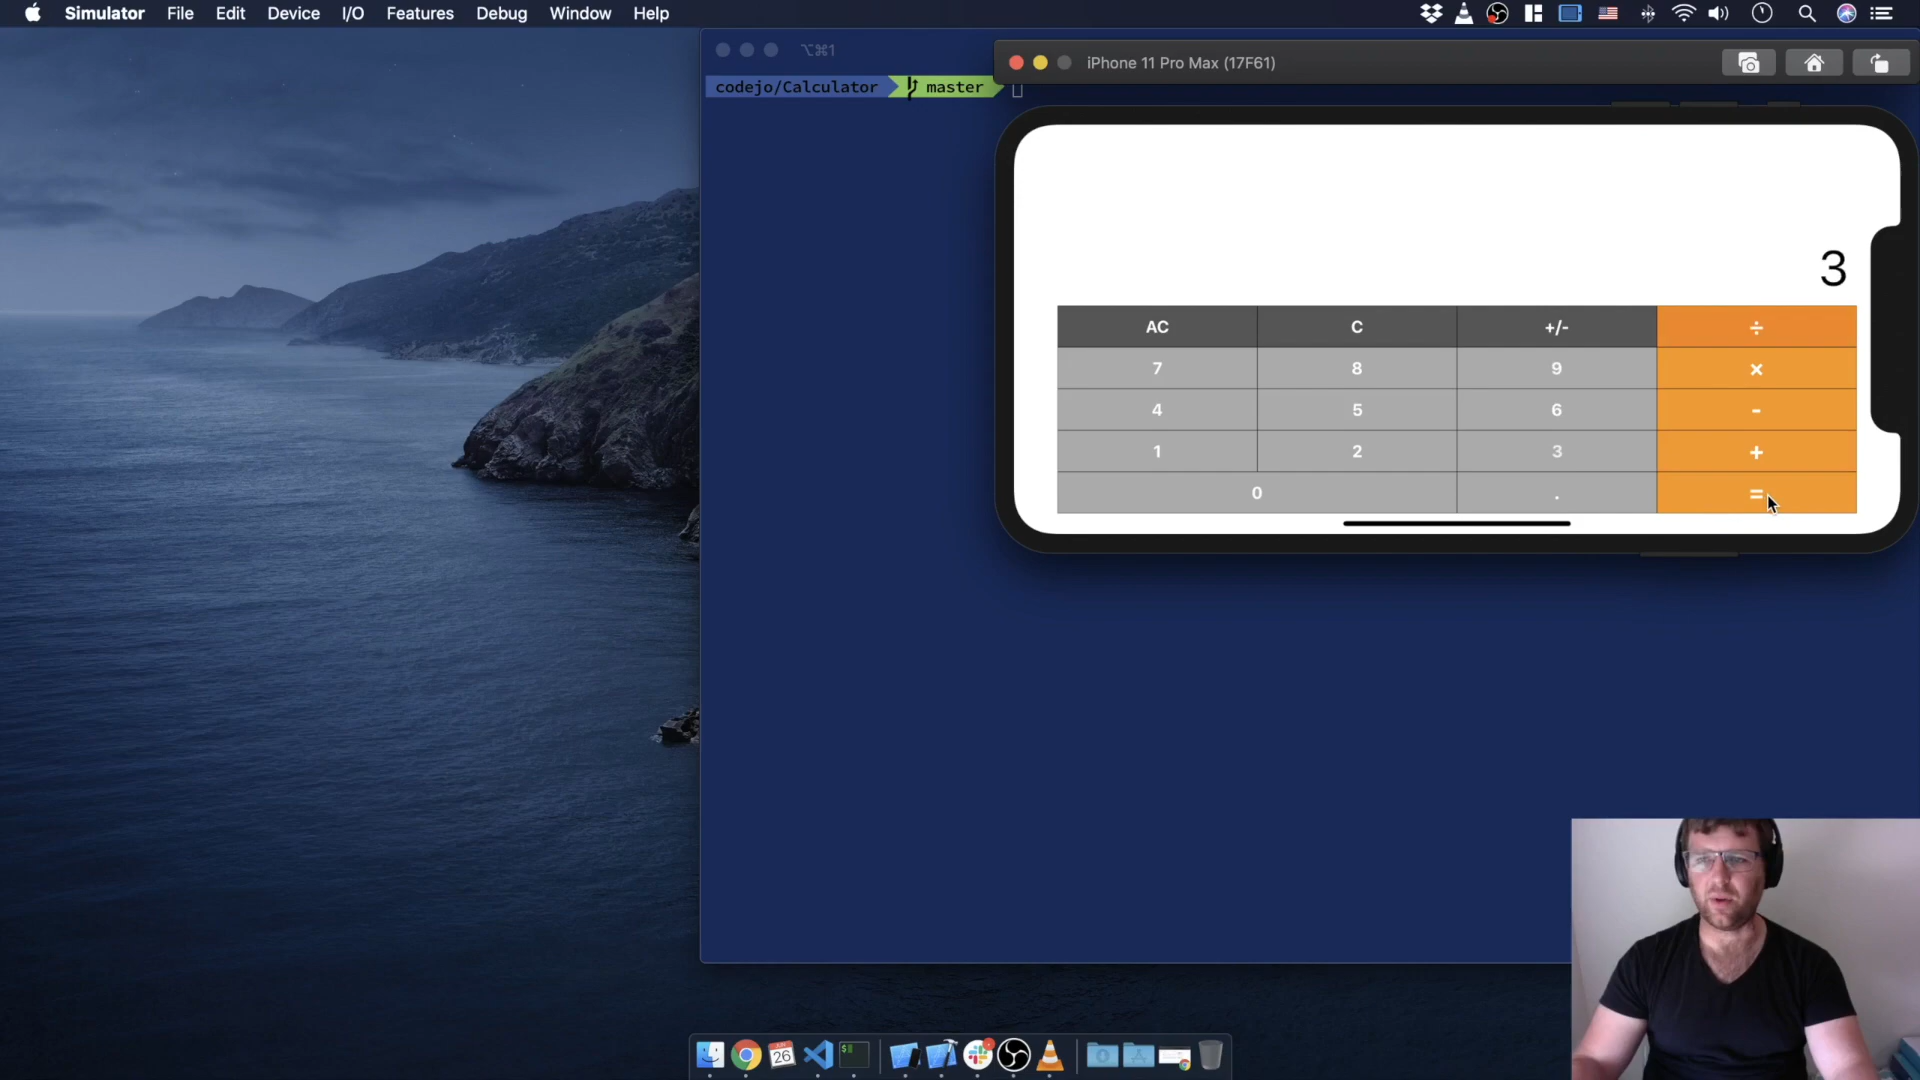 Simulator File Edit Device I/O Features Debug Window Help
⌥⌘1
iPhone 11 Pro Max (17F61)
codejo/Calculator master
3
AC C +/- ÷
7 8 9 ×
4 5 6 -
1 2 3 +
0 . =
26